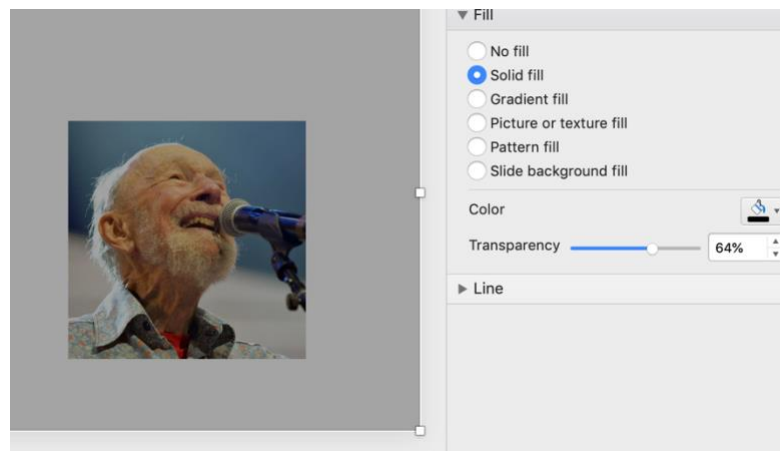 Fill
No fill
Solid fill
Gradient fill
Picture or texture fill
Pattern fill
Slide background fill
Color
Transparency 64%
Line